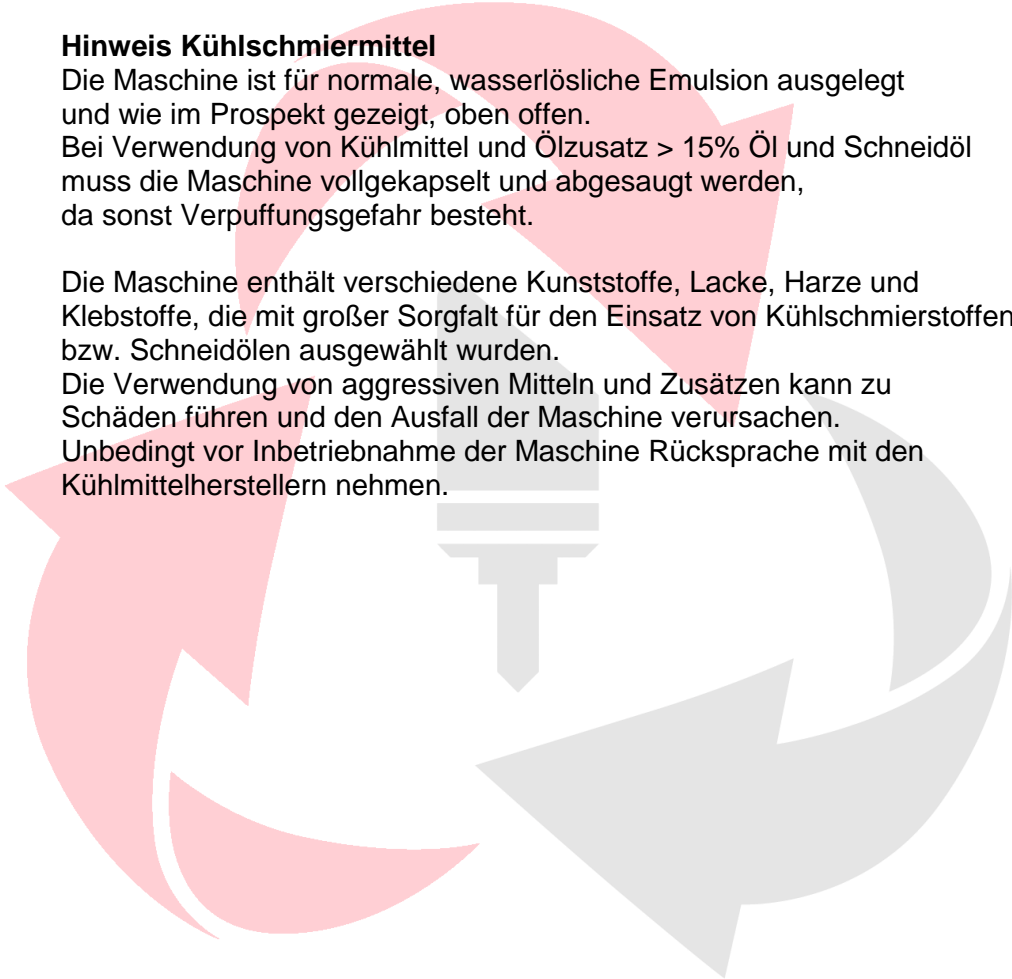 Hinweis Kühlschmiermittel
Die Maschine ist für normale, wasserlösliche Emulsion ausgelegt
und wie im Prospekt gezeigt, oben offen.
Bei Verwendung von Kühlmittel und Ölzusatz > 15% Öl und Schneidöl
muss die Maschine vollgekapselt und abgesaugt werden,
da sonst Verpuffungsgefahr besteht.
Die Maschine enthält verschiedene Kunststoffe, Lacke, Harze und
Klebstoffe, die mit großer Sorgfalt für den Einsatz von Kühlschmierstoffen
bzw. Schneidölen ausgewählt wurden.
Die Verwendung von aggressiven Mitteln und Zusätzen kann zu
Schäden führen und den Ausfall der Maschine verursachen.
Unbedingt vor Inbetriebnahme der Maschine Rücksprache mit den
Kühlmittelherstellern nehmen.